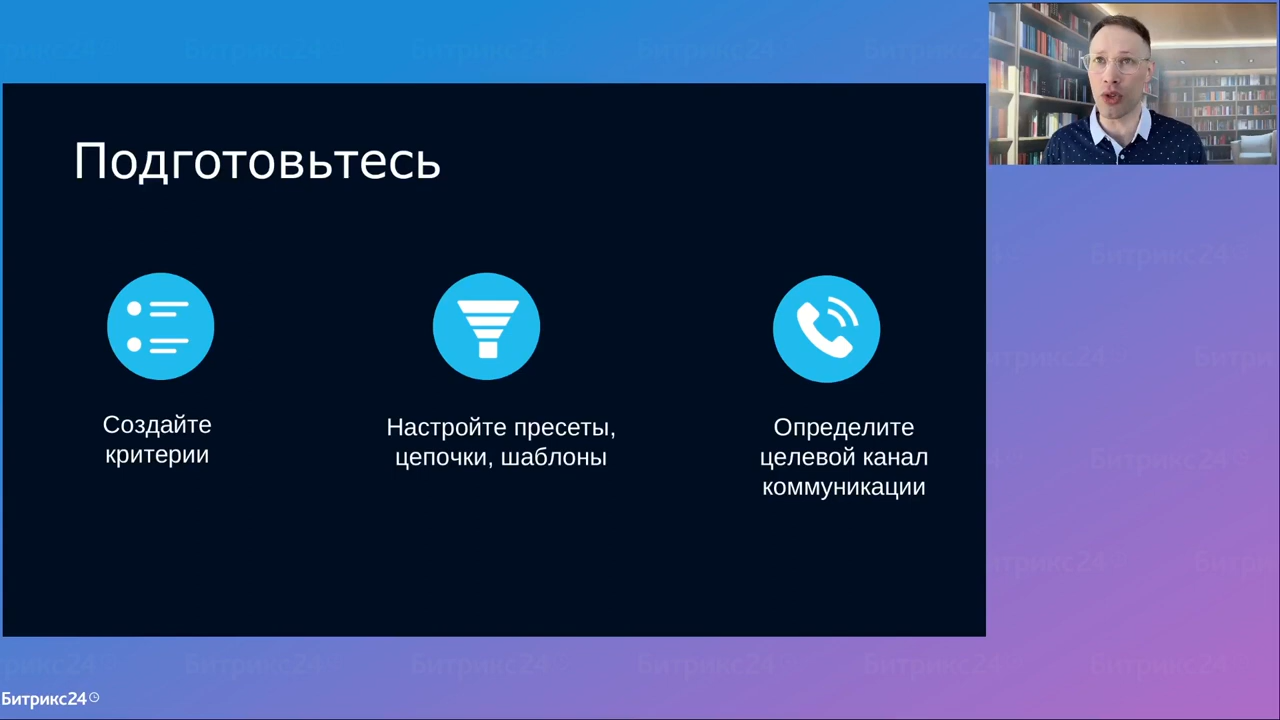 Подготовьтесь
Создайте
критерии
Настройте пресеты,
цепочки, шаблоны
Определите
целевой канал
коммуникации
Битрикс24